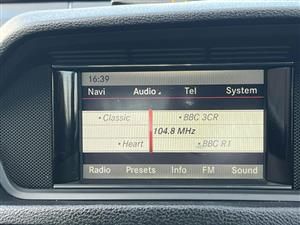 16:39
Navi Audio Tel System
• Classic • BBC 3CR
104.8 MHz
• Heart • BBC R1
Radio Presets Info FM Sound